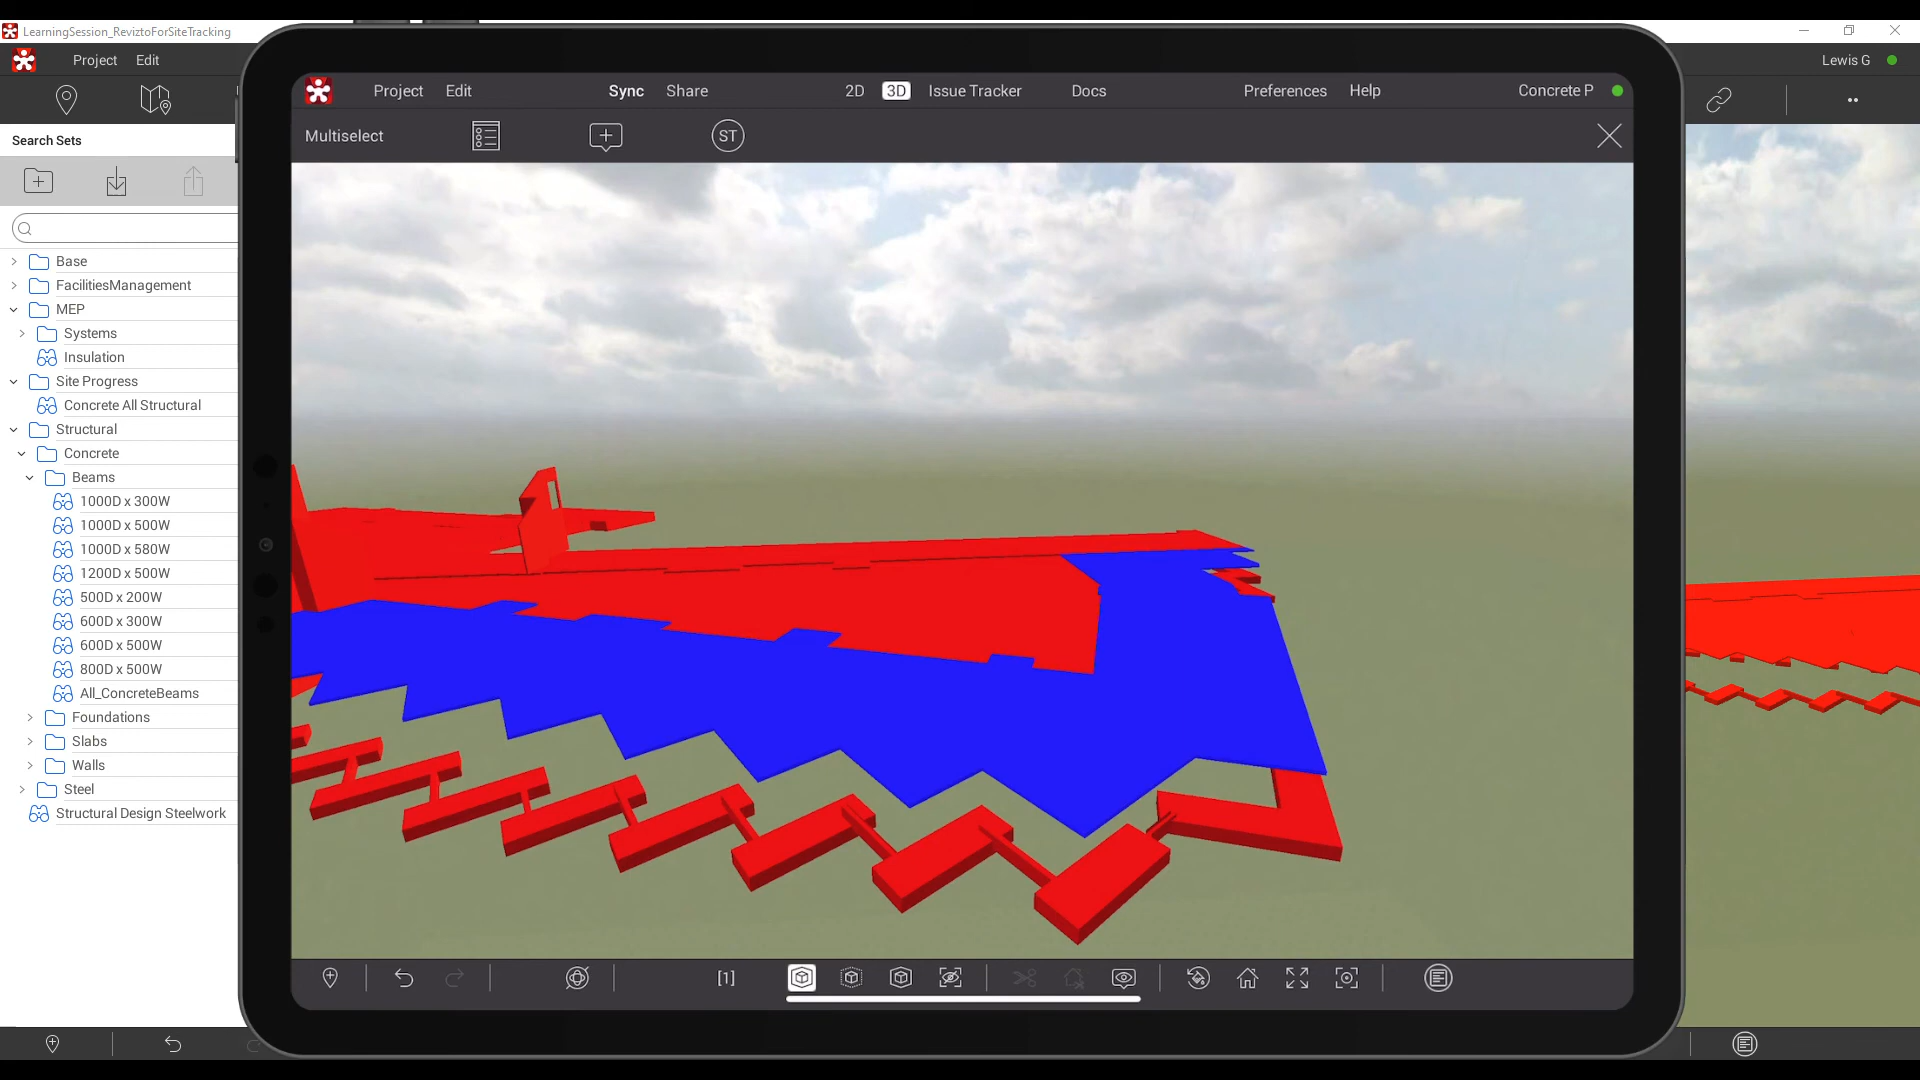 LearningSession_ReviztoForSiteTracking
Project Edit
Lewis G
Search Sets
Base
FacilitiesManagement
MEP
Systems
Insulation
Site Progress
Concrete All Structural
Structural
Concrete
Beams
1000D x 300W
1000D x 500W
1000D x 580W
1200D x 500W
500D x 200W
600D x 300W
600D x 500W
800D x 500W
All_ConcreteBeams
Foundations
Slabs
Walls
Steel
Structural Design Steelwork
Project Edit Sync Share 2D 3D Issue Tracker Docs Preferences Help Concrete P
Multiselect ST
[1]